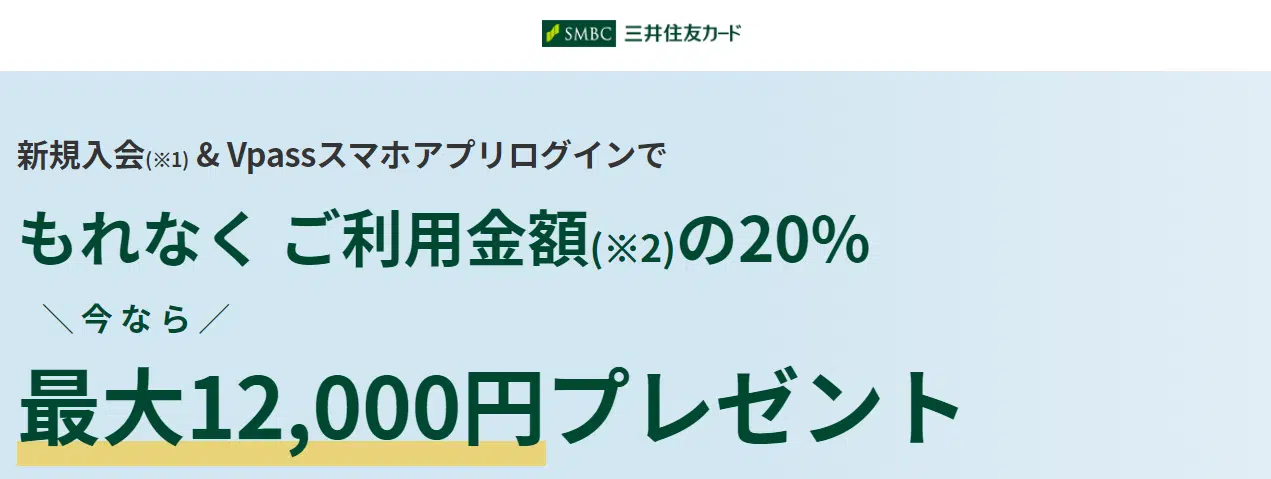 SMBC 三井住友カード
新規入会(※1) & Vpassスマホアプリログインで
もれなく ご利用金額(※2)の20%
＼今なら／
最大12,000円プレゼント